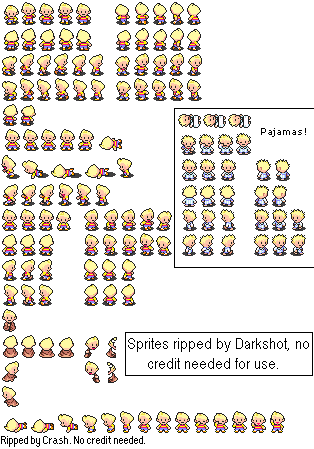 Pajamas!
Sprites ripped by Darkshot, no
credit needed for use.
Ripped by Crash. No credit needed.